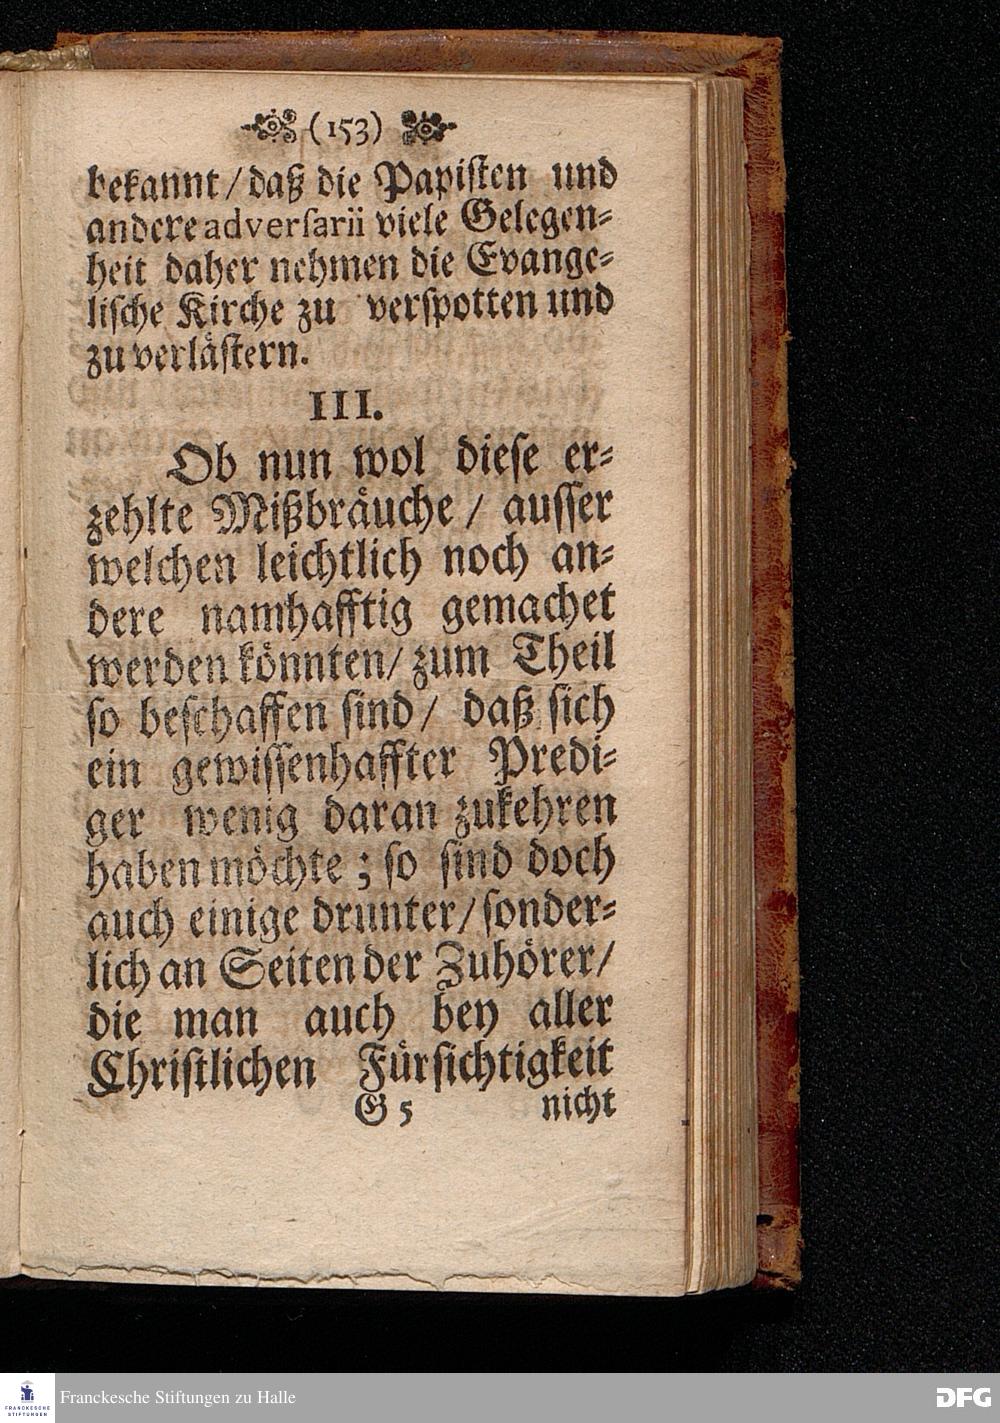 (153)
bekannt / daß die Papisten und
andere adversarii viele Gelegen⸗
heit daher nehmen die Evange⸗
lische Kirche zu verspotten und
zu verlästern.
III.
Ob nun wol diese er⸗
zehlte Mißbräuche / ausser
welchen leichtlich noch an⸗
dere namhafftig gemachet
werden könnten / zum Theil
so beschaffen sind / daß sich
ein gewissenhaffter Predi⸗
ger wenig daran zukehren
haben möchte ; so sind doch
auch einige drunter / sonder⸗
lich an Seiten der Zuhörer /
die man auch bey aller
Christlichen Fürsichtigkeit
G 5 nicht
FRANCKESCHE STIFTUNGEN
Franckesche Stiftungen zu Halle
DFG